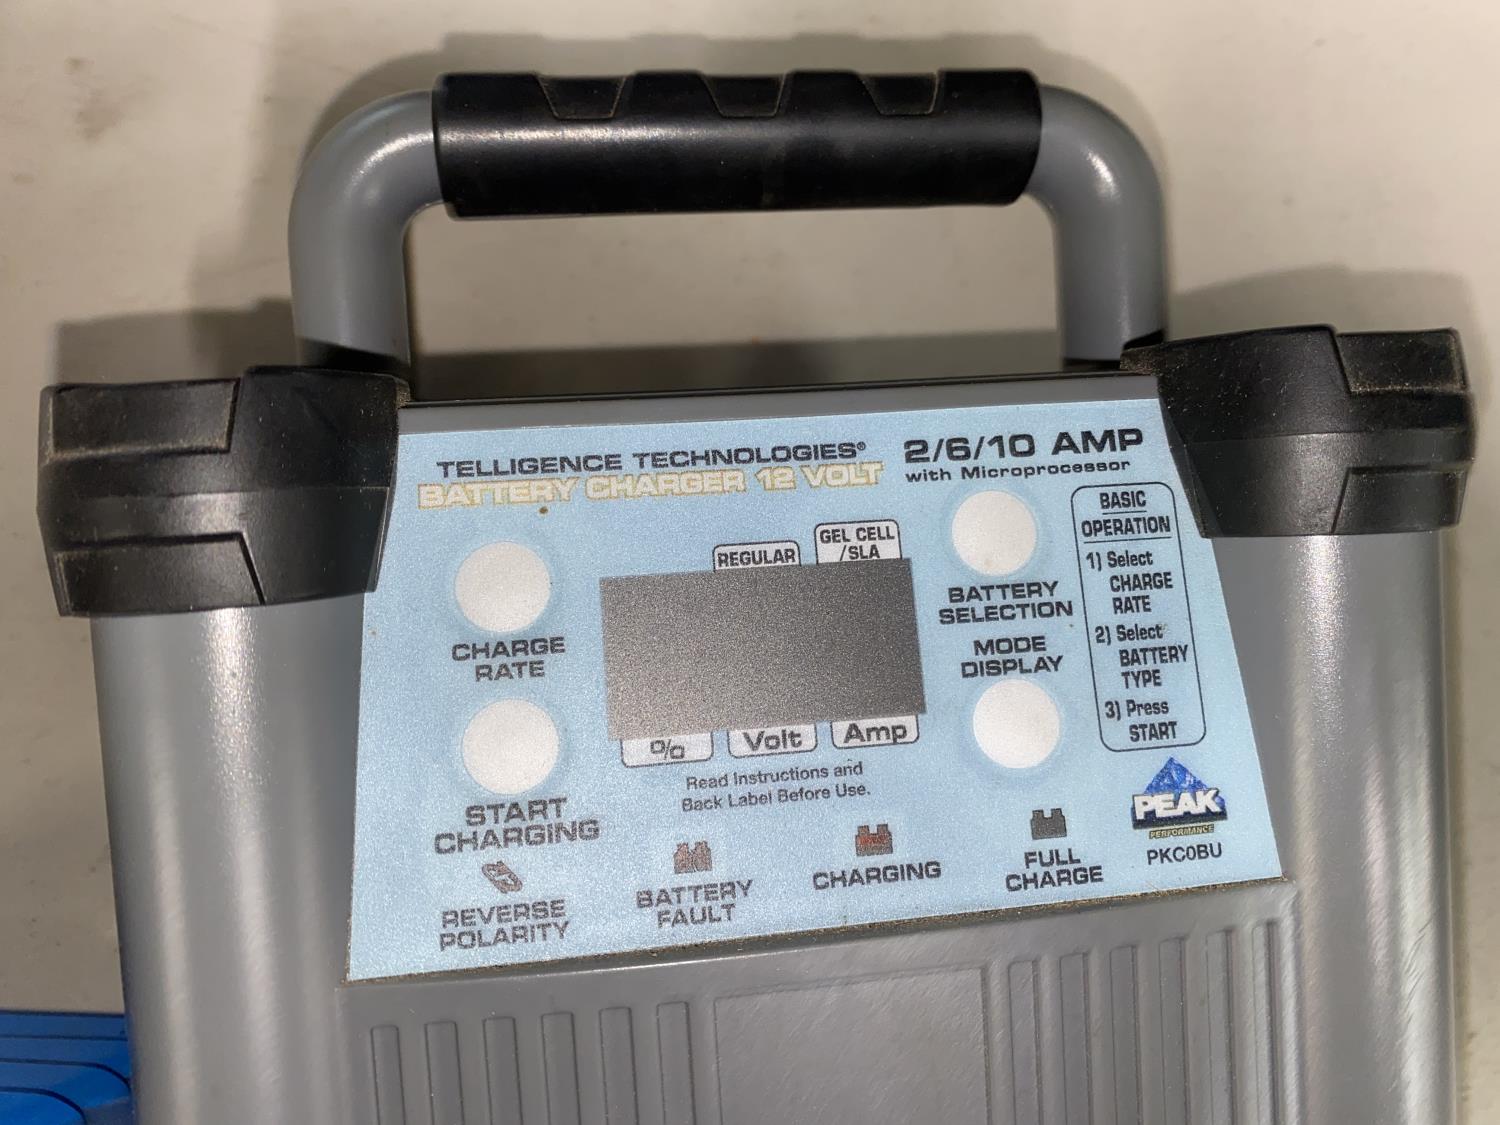 TELLIGENCE TECHNOLOGIES®
BATTERY CHARGER 12 VOLT
2/6/10 AMP
with Microprocessor
CHARGE
RATE
START
CHARGING
REGULAR
GEL CELL
/SLA
%
Volt
Amp
Read Instructions and
Back Label Before Use.
BATTERY
SELECTION
MODE
DISPLAY
BASIC
OPERATION
1) Select
CHARGE
RATE
2) Select
BATTERY
TYPE
3) Press
START
PEAK
PERFORMANCE
PKC0BU
REVERSE
POLARITY
BATTERY
FAULT
CHARGING
FULL
CHARGE